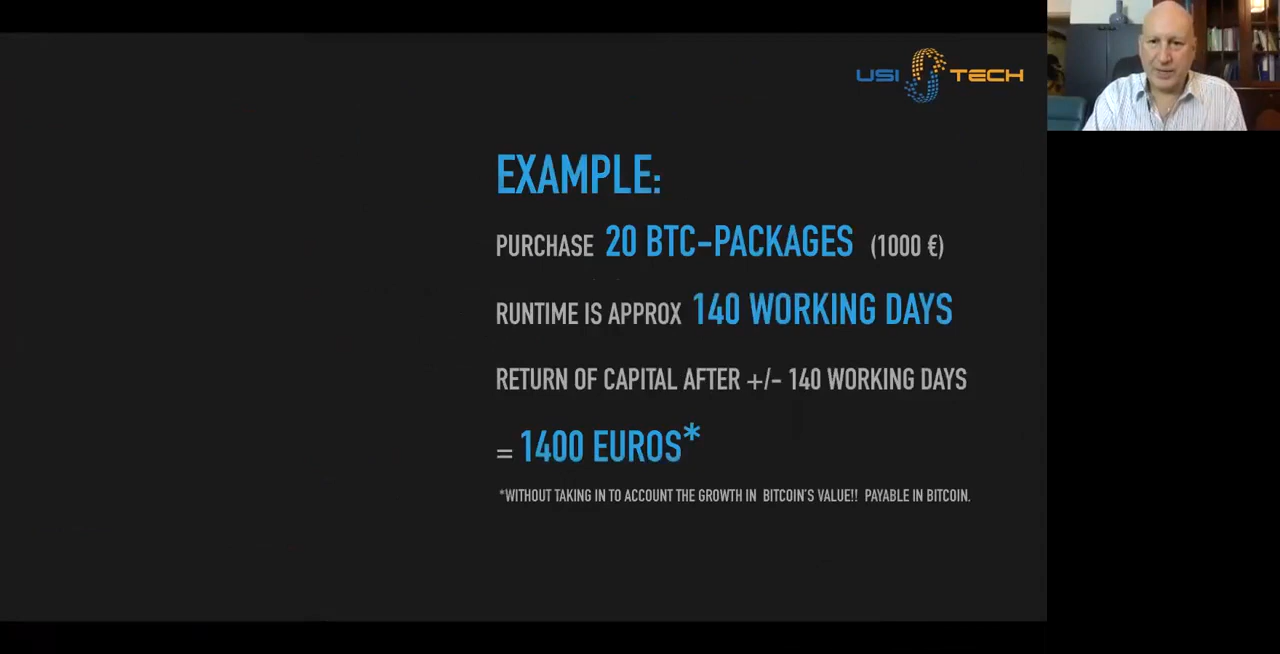 USI TECH
EXAMPLE:
PURCHASE 20 BTC-PACKAGES (1000 €)
RUNTIME IS APPROX 140 WORKING DAYS
RETURN OF CAPITAL AFTER +/- 140 WORKING DAYS
= 1400 EUROS*
*WITHOUT TAKING IN TO ACCOUNT THE GROWTH IN BITCOIN'S VALUE!! PAYABLE IN BITCOIN.